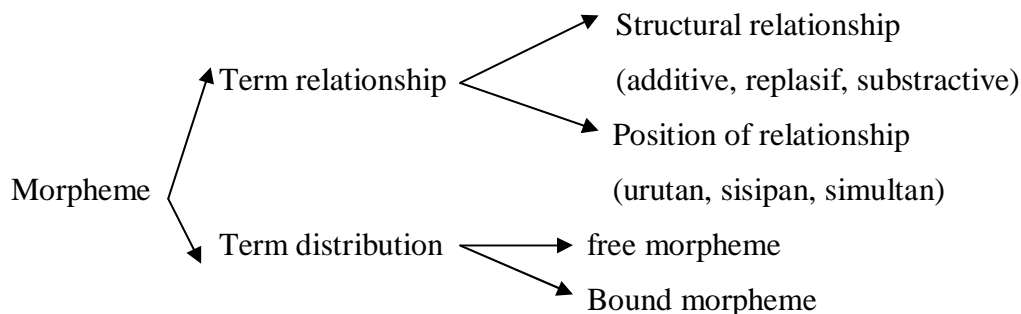 Structural relationship
Term relationship
(additive, replasif, substractive)
Position of relationship
Morpheme
(urutan, sisipan, simultan)
Term distribution
free morpheme
Bound morpheme